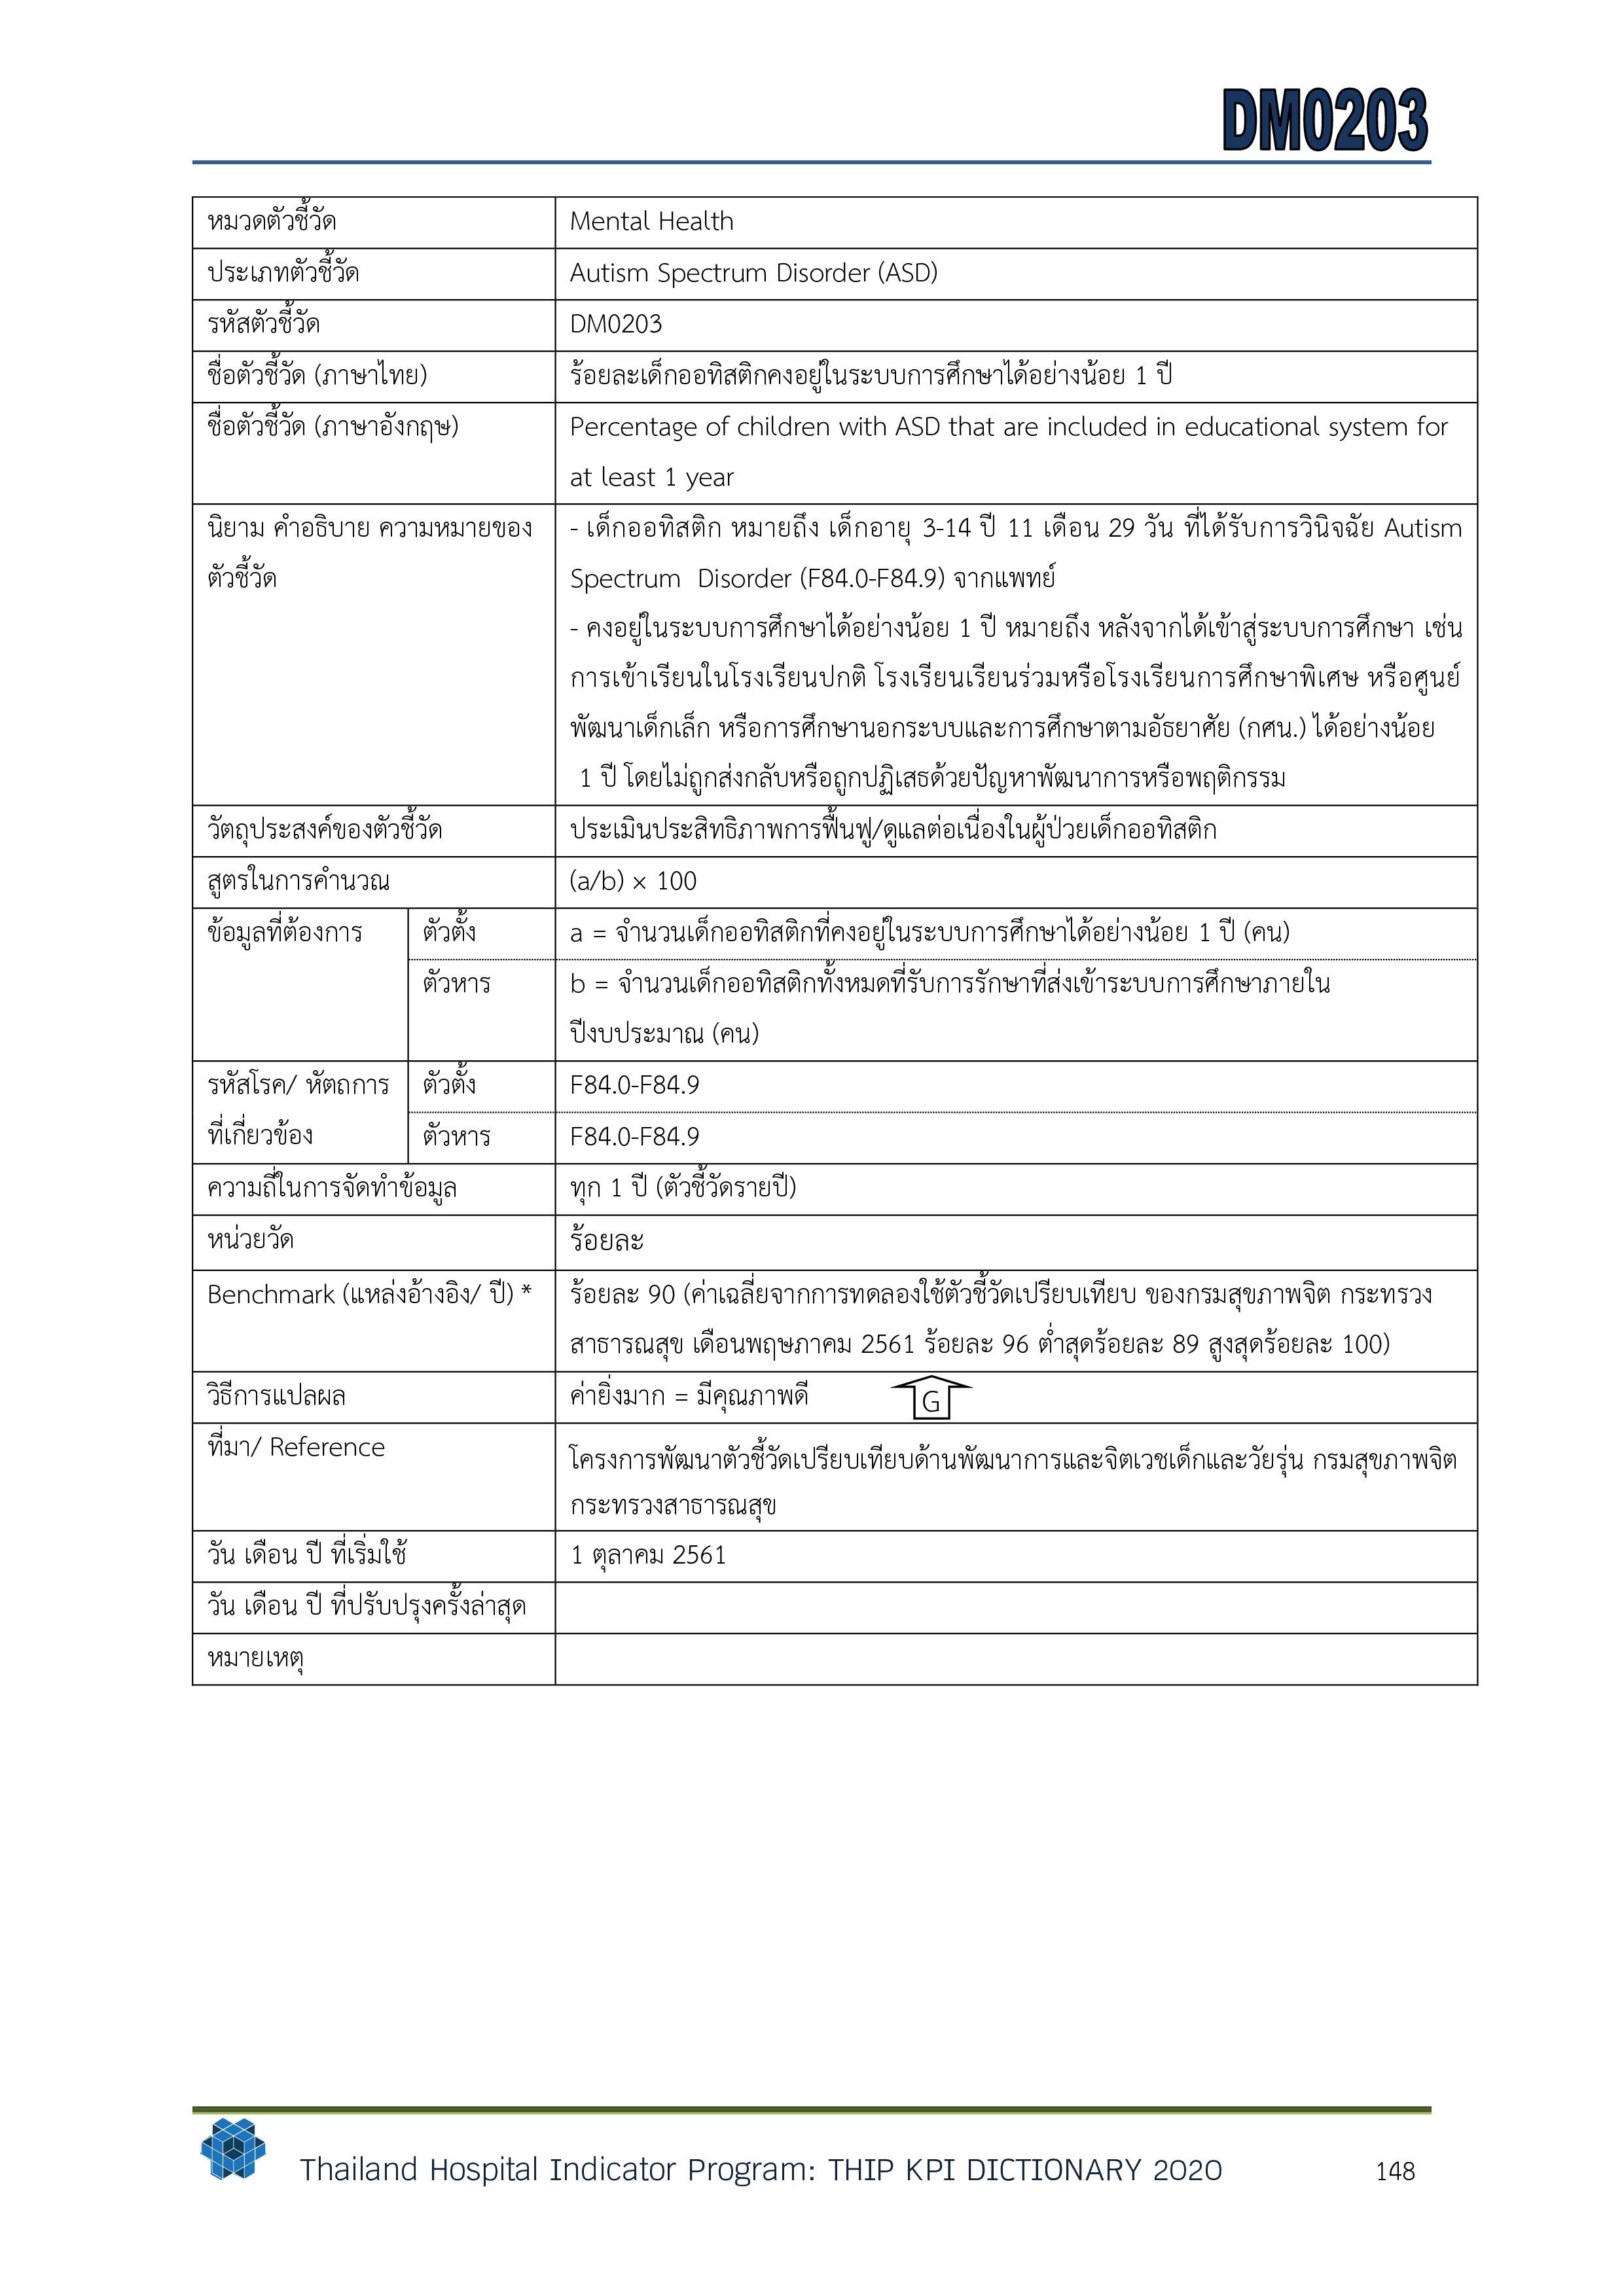 DM0203
หมวดตัวชี้วัด Mental Health
ประเภทตัวชี้วัด Autism Spectrum Disorder (ASD)
รหัสตัวชี้วัด DM0203
ชื่อตัวชี้วัด (ภาษาไทย) ร้อยละเด็กออทิสติกคงอยู่ในระบบการศึกษาได้อย่างน้อย 1 ปี
ชื่อตัวชี้วัด (ภาษาอังกฤษ) Percentage of children with ASD that are included in educational system for
at least 1 year
นิยาม คำอธิบาย ความหมายของ - เด็กออทิสติก หมายถึง เด็กอายุ 3-14 ปี 11 เดือน 29 วัน ที่ได้รับการวินิจฉัย Autism
ตัวชี้วัด Spectrum Disorder (F84.0-F84.9) จากแพทย์
- คงอยู่ในระบบการศึกษาได้อย่างน้อย 1 ปี หมายถึง หลังจากได้เข้าสู่ระบบการศึกษา เช่น
การเข้าเรียนในโรงเรียนปกติ โรงเรียนเรียนร่วมหรือโรงเรียนการศึกษาพิเศษ หรือศูนย์
พัฒนาเด็กเล็ก หรือการศึกษานอกระบบและการศึกษาตามอัธยาศัย (กศน.) ได้อย่างน้อย
1 ปี โดยไม่ถูกส่งกลับหรือถูกปฏิเสธด้วยปัญหาพัฒนาการหรือพฤติกรรม
วัตถุประสงค์ของตัวชี้วัด ประเมินประสิทธิภาพการฟื้นฟู/ดูแลต่อเนื่องในผู้ป่วยเด็กออทิสติก
สูตรในการคำนวณ (a/b) × 100
ข้อมูลที่ต้องการ ตัวตั้ง a = จำนวนเด็กออทิสติกที่คงอยู่ในระบบการศึกษาได้อย่างน้อย 1 ปี (คน)
ตัวหาร b = จำนวนเด็กออทิสติกทั้งหมดที่รับการรักษาที่ส่งเข้าระบบการศึกษาภายใน
ปีงบประมาณ (คน)
รหัสโรค/ หัตถการ ตัวตั้ง F84.0-F84.9
ที่เกี่ยวข้อง ตัวหาร F84.0-F84.9
ความถี่ในการจัดทำข้อมูล ทุก 1 ปี (ตัวชี้วัดรายปี)
หน่วยวัด ร้อยละ
Benchmark (แหล่งอ้างอิง/ ปี) * ร้อยละ 90 (ค่าเฉลี่ยจากการทดลองใช้ตัวชี้วัดเปรียบเทียบ ของกรมสุขภาพจิต กระทรวง
สาธารณสุข เดือนพฤษภาคม 2561 ร้อยละ 96 ต่ำสุดร้อยละ 89 สูงสุดร้อยละ 100)
วิธีการแปลผล ค่ายิ่งมาก = มีคุณภาพดี G
ที่มา/ Reference โครงการพัฒนาตัวชี้วัดเปรียบเทียบด้านพัฒนาการและจิตเวชเด็กและวัยรุ่น กรมสุขภาพจิต
กระทรวงสาธารณสุข
วัน เดือน ปี ที่เริ่มใช้ 1 ตุลาคม 2561
วัน เดือน ปี ที่ปรับปรุงครั้งล่าสุด
หมายเหตุ
Thailand Hospital Indicator Program: THIP KPI DICTIONARY 2020 148